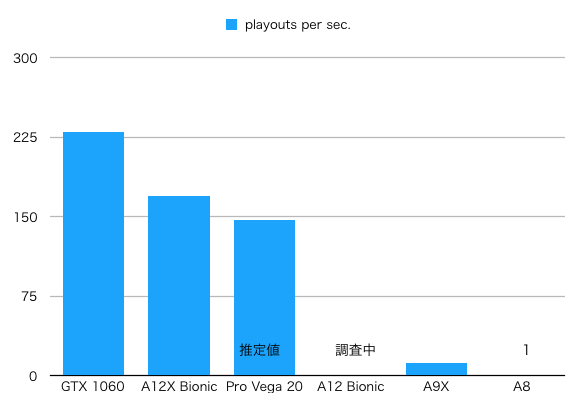 playouts per sec.
300
225
150
75
0
推定値
調査中
1
GTX 1060
A12X Bionic
Pro Vega 20
A12 Bionic
A9X
A8